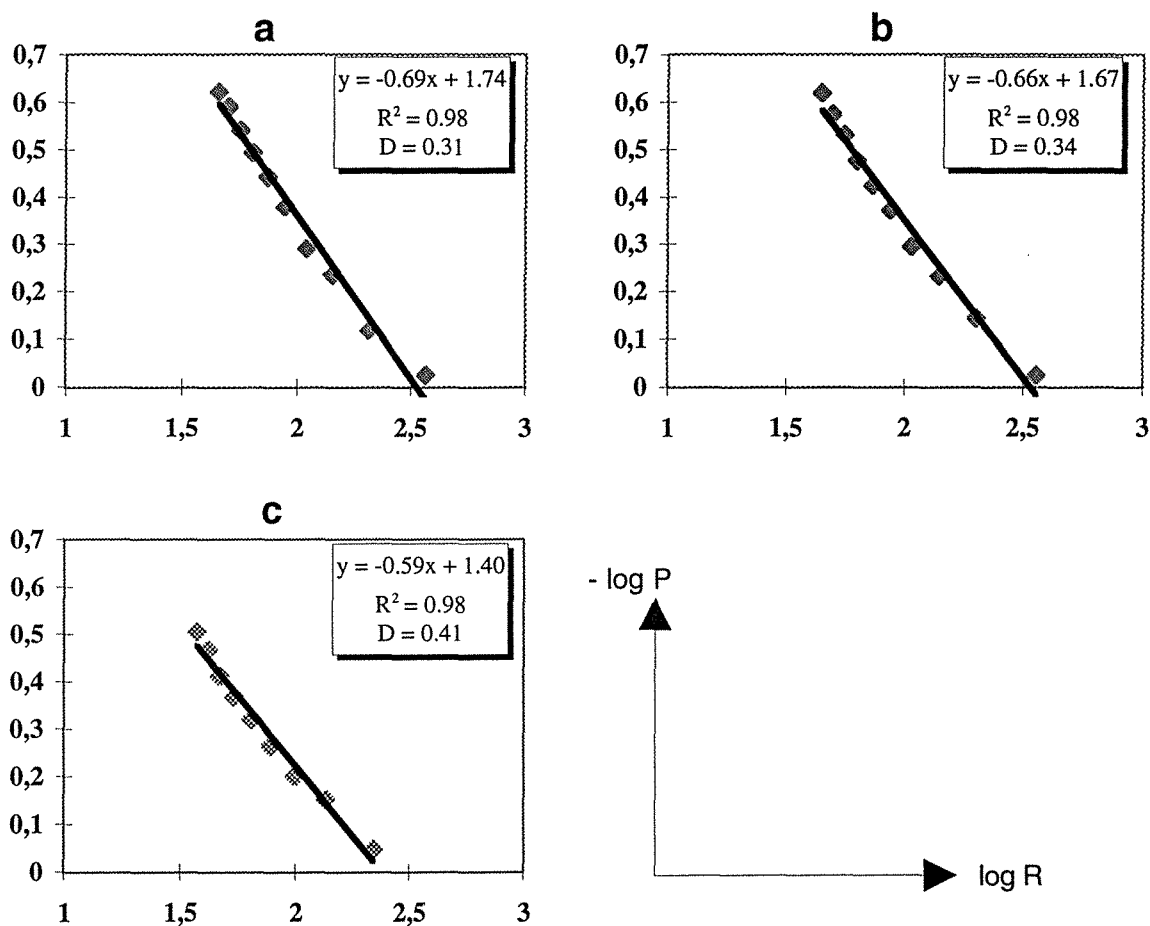 a
0,7
0,6
0,5
0,4
0,3
0,2
0,1
0
1
1,5
2
2,5
3
y = -0.69x + 1.74
R² = 0.98
D = 0.31
b
0,7
0,6
0,5
0,4
0,3
0,2
0,1
0
1
1,5
2
2,5
3
y = -0.66x + 1.67
R² = 0.98
D = 0.34
c
0,7
0,6
0,5
0,4
0,3
0,2
0,1
0
1
1,5
2
2,5
3
y = -0.59x + 1.40
R² = 0.98
D = 0.41
- log P
log R